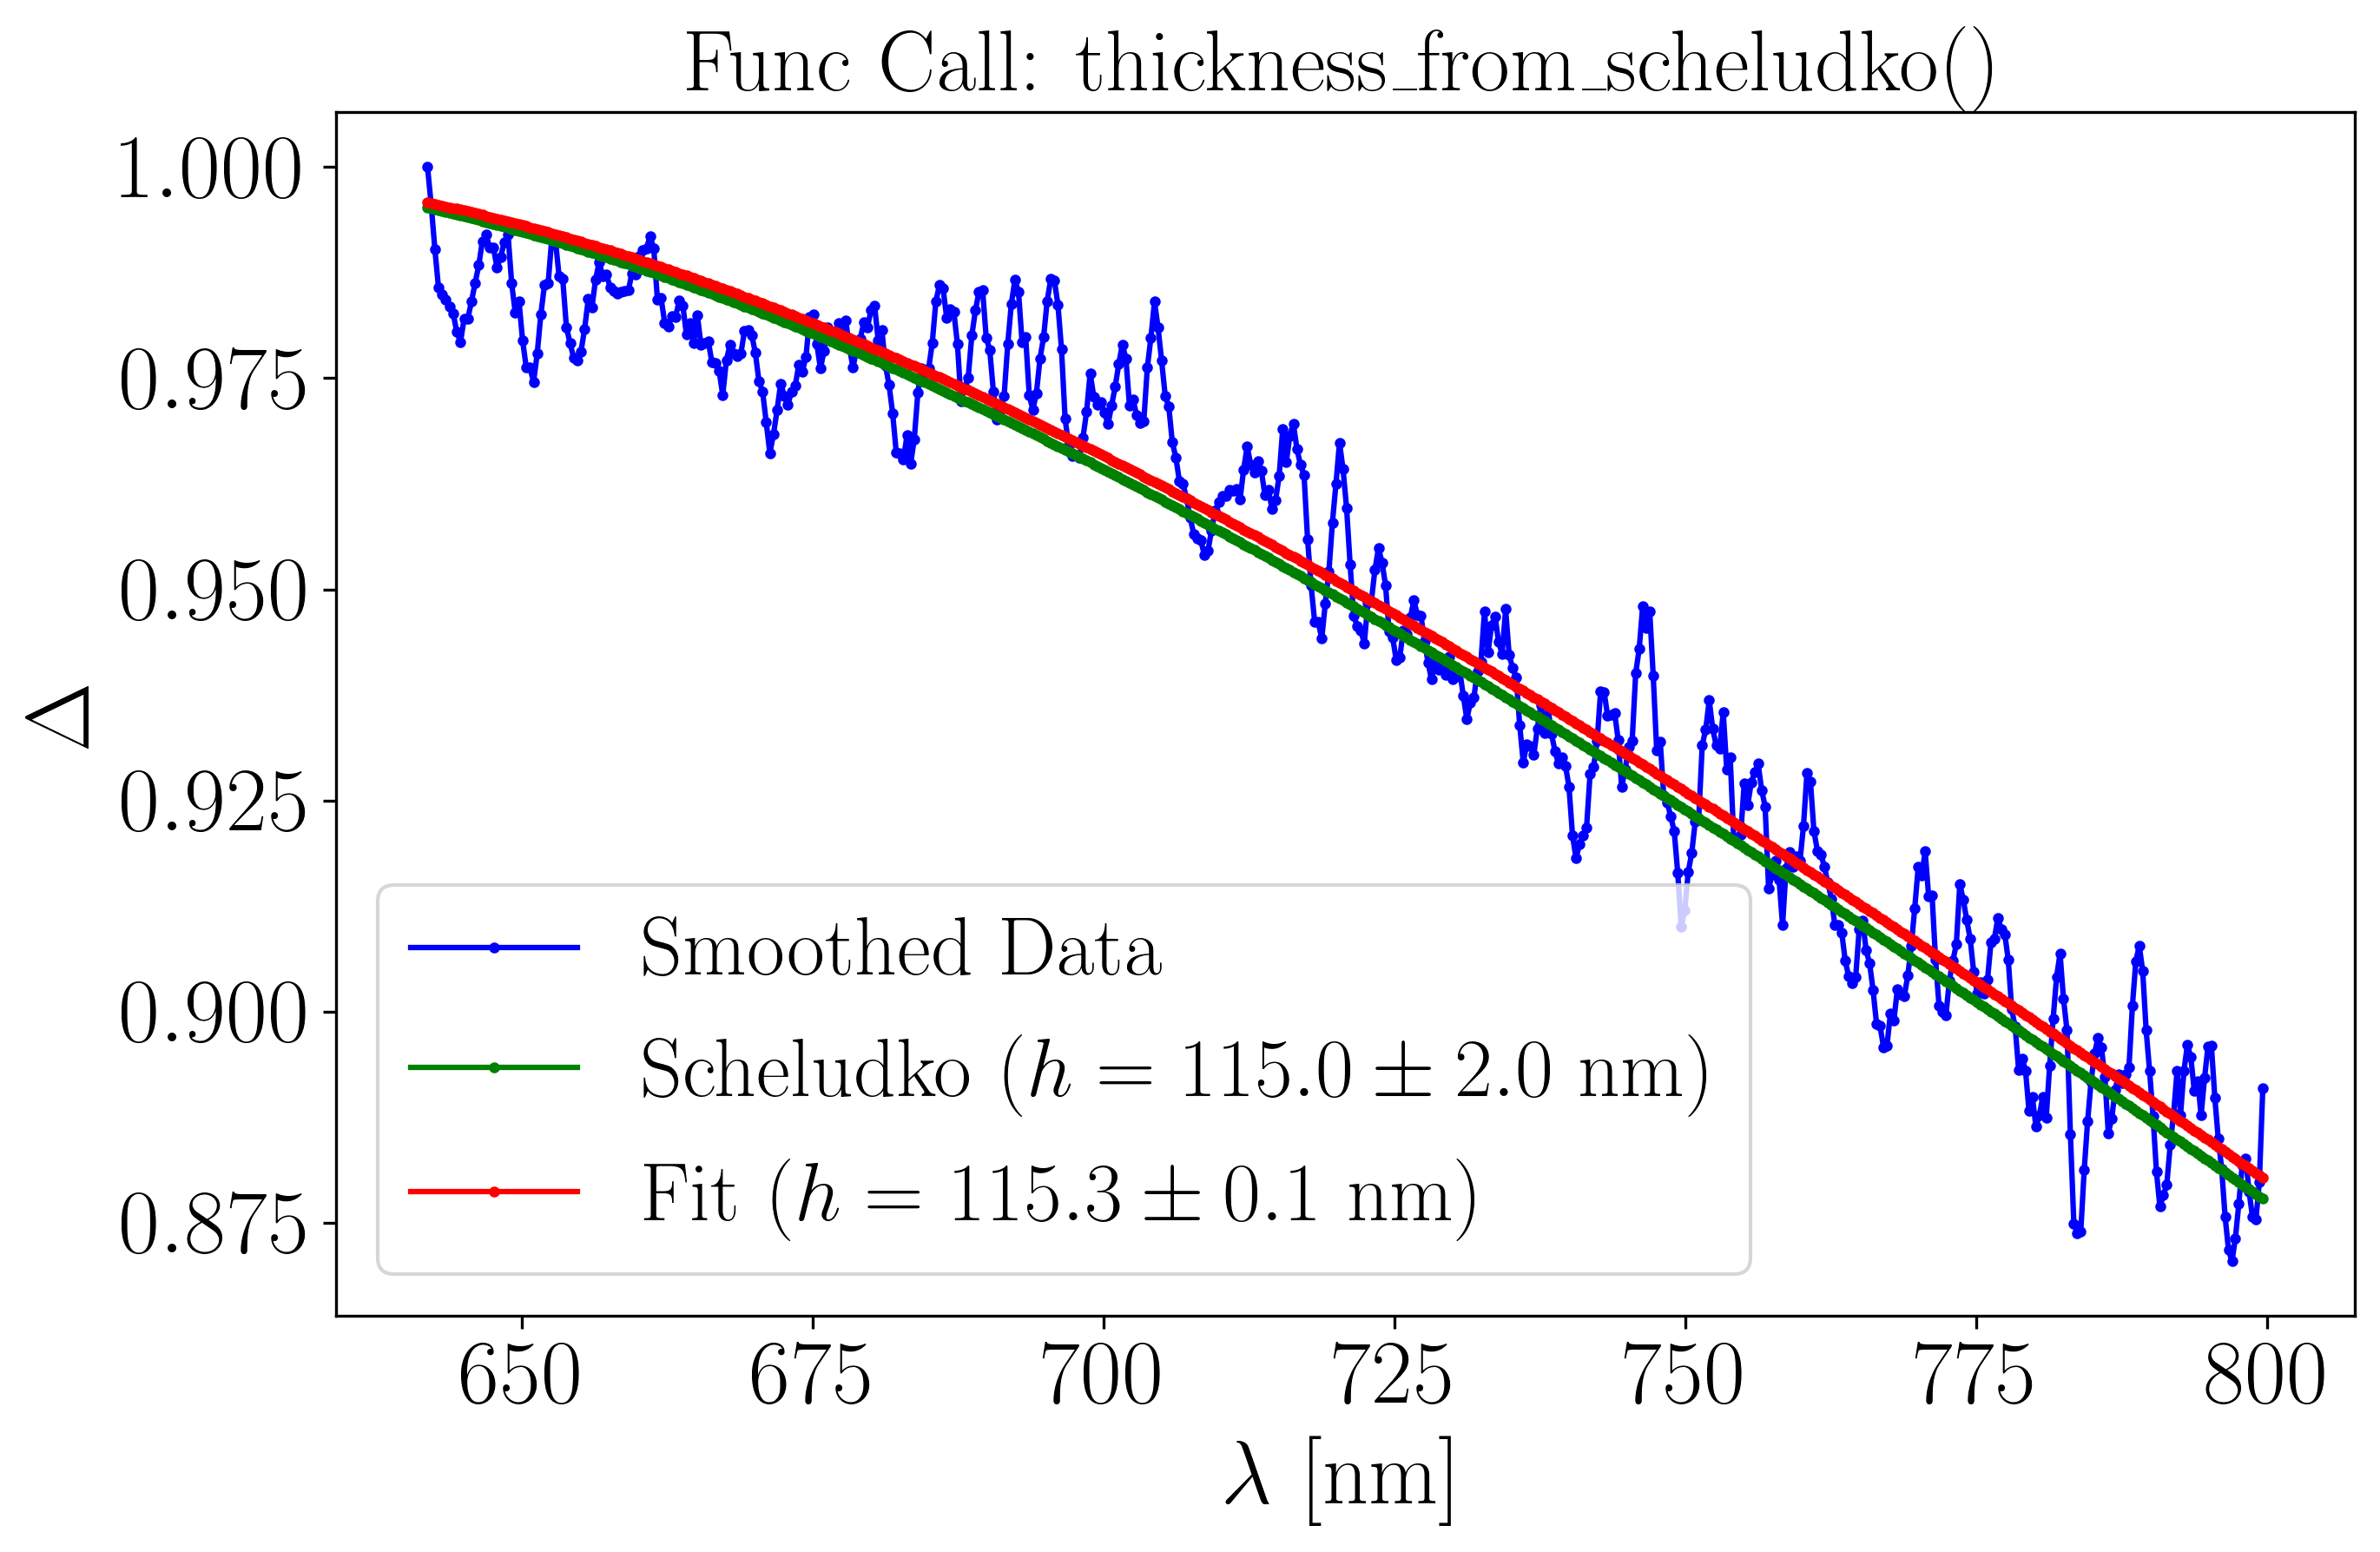 Func Call: thickness_from_scheludko()
1.000
0.975
0.950
0.925
0.900
0.875
Δ
Smoothed Data
Scheludko (h = 115.0 ± 2.0 nm)
Fit (h = 115.3 ± 0.1 nm)
650 675 700 725 750 775 800
λ [nm]